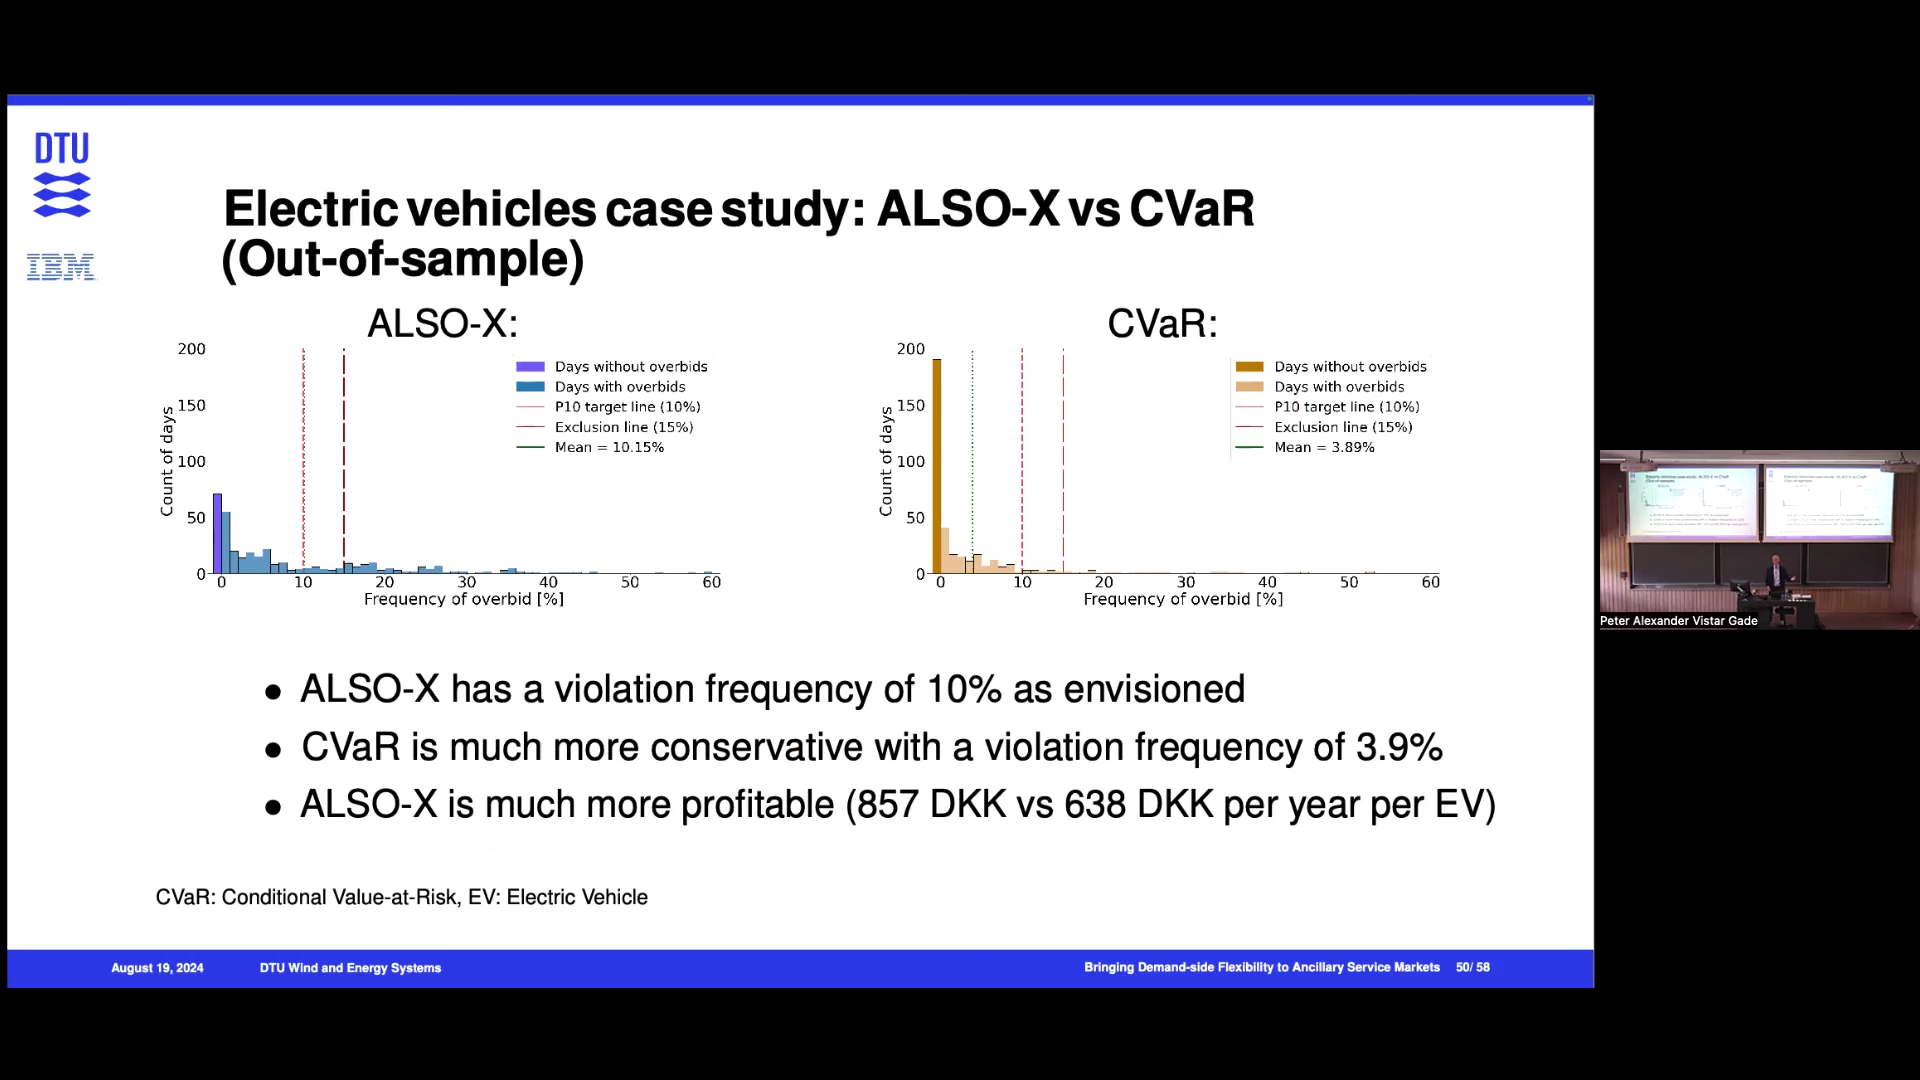 DTU
IBM
Electric vehicles case study: ALSO-X vs CVaR
(Out-of-sample)
ALSO-X:
200
150
100
50
0
Count of days
0 10 20 30 40 50 60
Frequency of overbid [%]
Days without overbids
Days with overbids
P10 target line (10%)
Exclusion line (15%)
Mean = 10.15%
CVaR:
200
150
100
50
0
Count of days
0 10 20 30 40 50 60
Frequency of overbid [%]
Days without overbids
Days with overbids
P10 target line (10%)
Exclusion line (15%)
Mean = 3.89%
• ALSO-X has a violation frequency of 10% as envisioned
• CVaR is much more conservative with a violation frequency of 3.9%
• ALSO-X is much more profitable (857 DKK vs 638 DKK per year per EV)
CVaR: Conditional Value-at-Risk, EV: Electric Vehicle
August 19, 2024 DTU Wind and Energy Systems Bringing Demand-side Flexibility to Ancillary Service Markets 50/ 58
Peter Alexander Vistar Gade